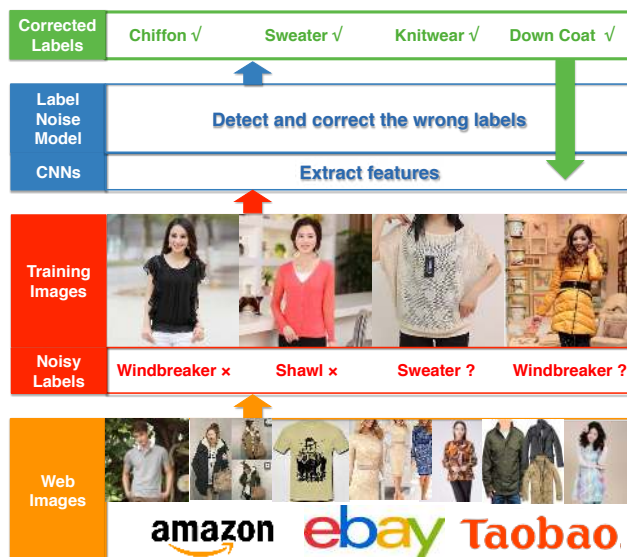 Corrected Labels
Chiffon √ Sweater √ Knitwear √ Down Coat √
Label Noise Model
Detect and correct the wrong labels
CNNs
Extract features
Training Images
Noisy Labels
Windbreaker × Shawl × Sweater ? Windbreaker ?
Web Images
amazon ebay Taobao